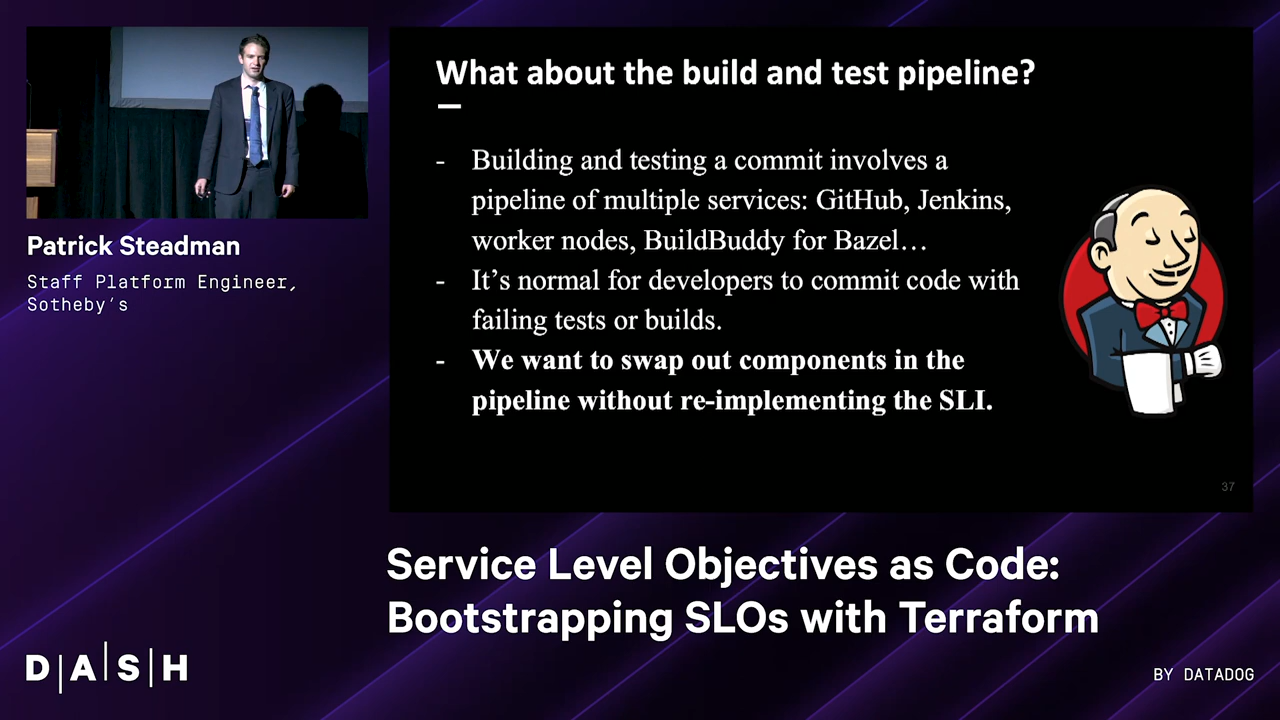 What about the build and test pipeline?
- Building and testing a commit involves a
pipeline of multiple services: GitHub, Jenkins,
worker nodes, BuildBuddy for Bazel…
- It's normal for developers to commit code with
failing tests or builds.
- We want to swap out components in the
pipeline without re-implementing the SLI.
37
Patrick Steadman
Staff Platform Engineer,
Sotheby's
Service Level Objectives as Code:
Bootstrapping SLOs with Terraform
D|A|S|H
BY DATADOG